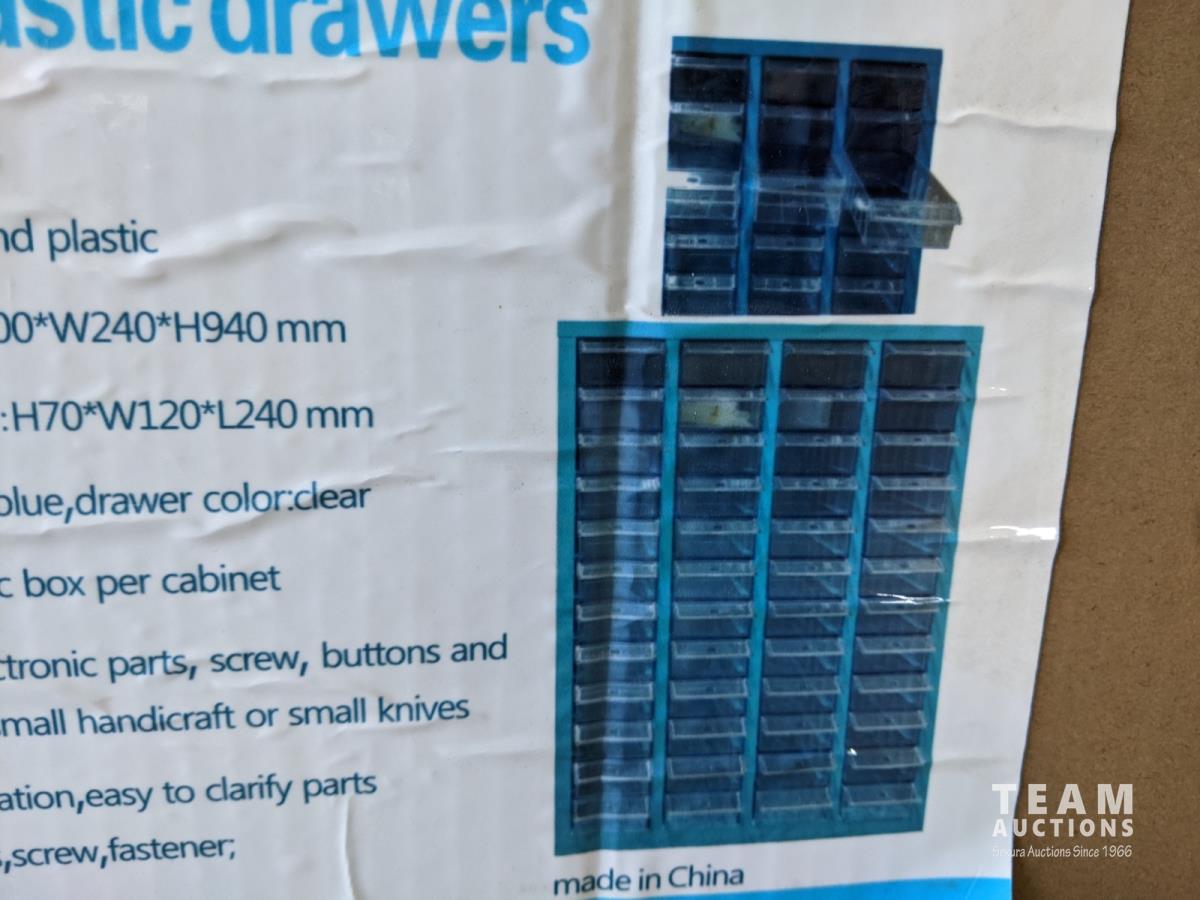 astic drawers
nd plastic
00*W240*H940 mm
:H70*W120*L240 mm
blue,drawer color:clear
c box per cabinet
ctronic parts, screw, buttons and
small handicraft or small knives
ation,easy to clarify parts
s,screw,fastener;
made in China
TEAM
AUCTIONS
Auctions Since 1966